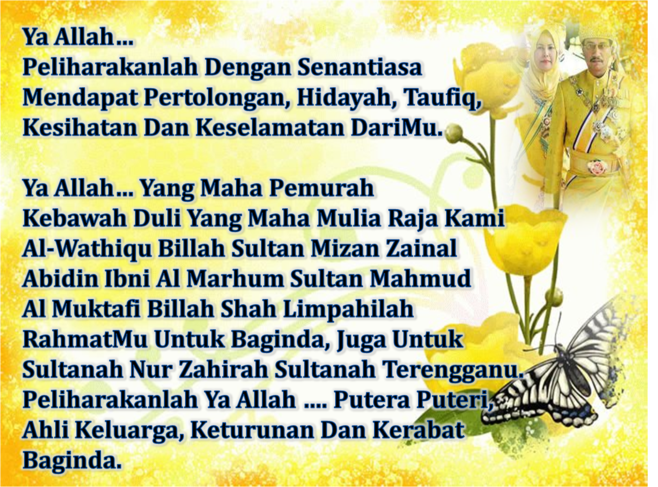 Ya Allah...
Peliharakanlah Dengan Senantiasa
Mendapat Pertolongan, Hidayah, Taufiq,
Kesihatan Dan Keselamatan DariMu.

Ya Allah... Yang Maha Pemurah
Kebawah Duli Yang Maha Mulia Raja Kami
Al-Wathiqu Billah Sultan Mizan Zainal
Abidin Ibni Al Marhum Sultan Mahmud
Al Muktafi Billah Shah Limpahilah
RahmatMu Untuk Baginda, Juga Untuk
Sultanah Nur Zahirah Sultanah Terengganu.
Peliharakanlah Ya Allah .... Putera Puteri,
Ahli Keluarga, Keturunan Dan Kerabat
Baginda.